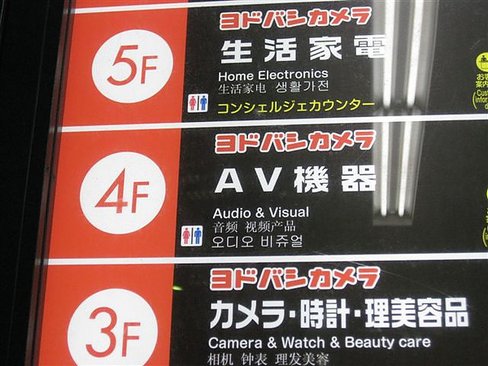 5F
ヨドバシカメラ
生活家電
Home Electronics
生活家电 생활가전
コンシェルジェカウンター
4F
ヨドバシカメラ
AV機器
Audio & Visual
音频 视频产品
오디오 비쥬얼
3F
ヨドバシカメラ
カメラ・時計・理美容品
Camera & Watch & Beauty care
相机 钟表 理发美容